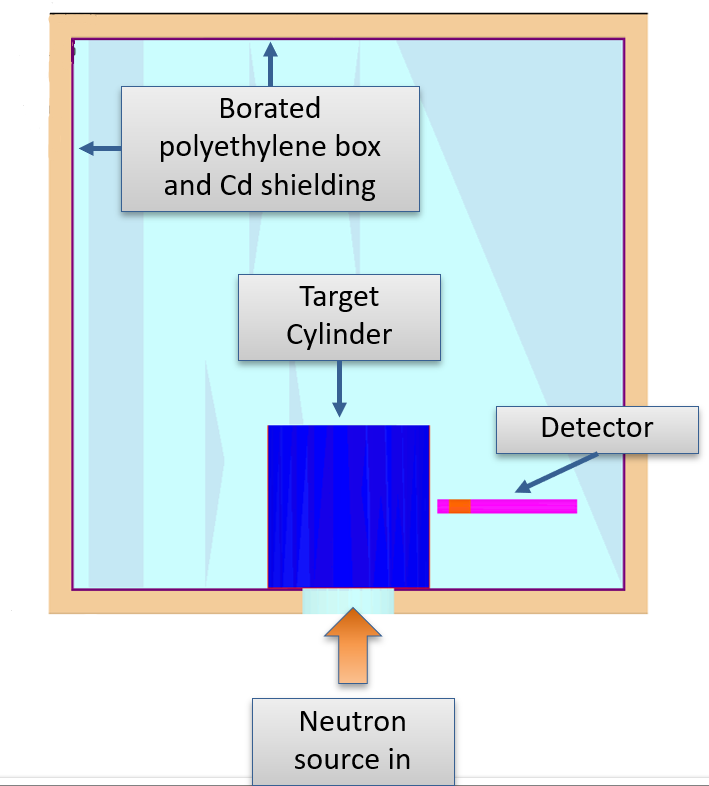 Borated
polyethylene box
and Cd shielding
Target
Cylinder
Detector
Neutron
source in